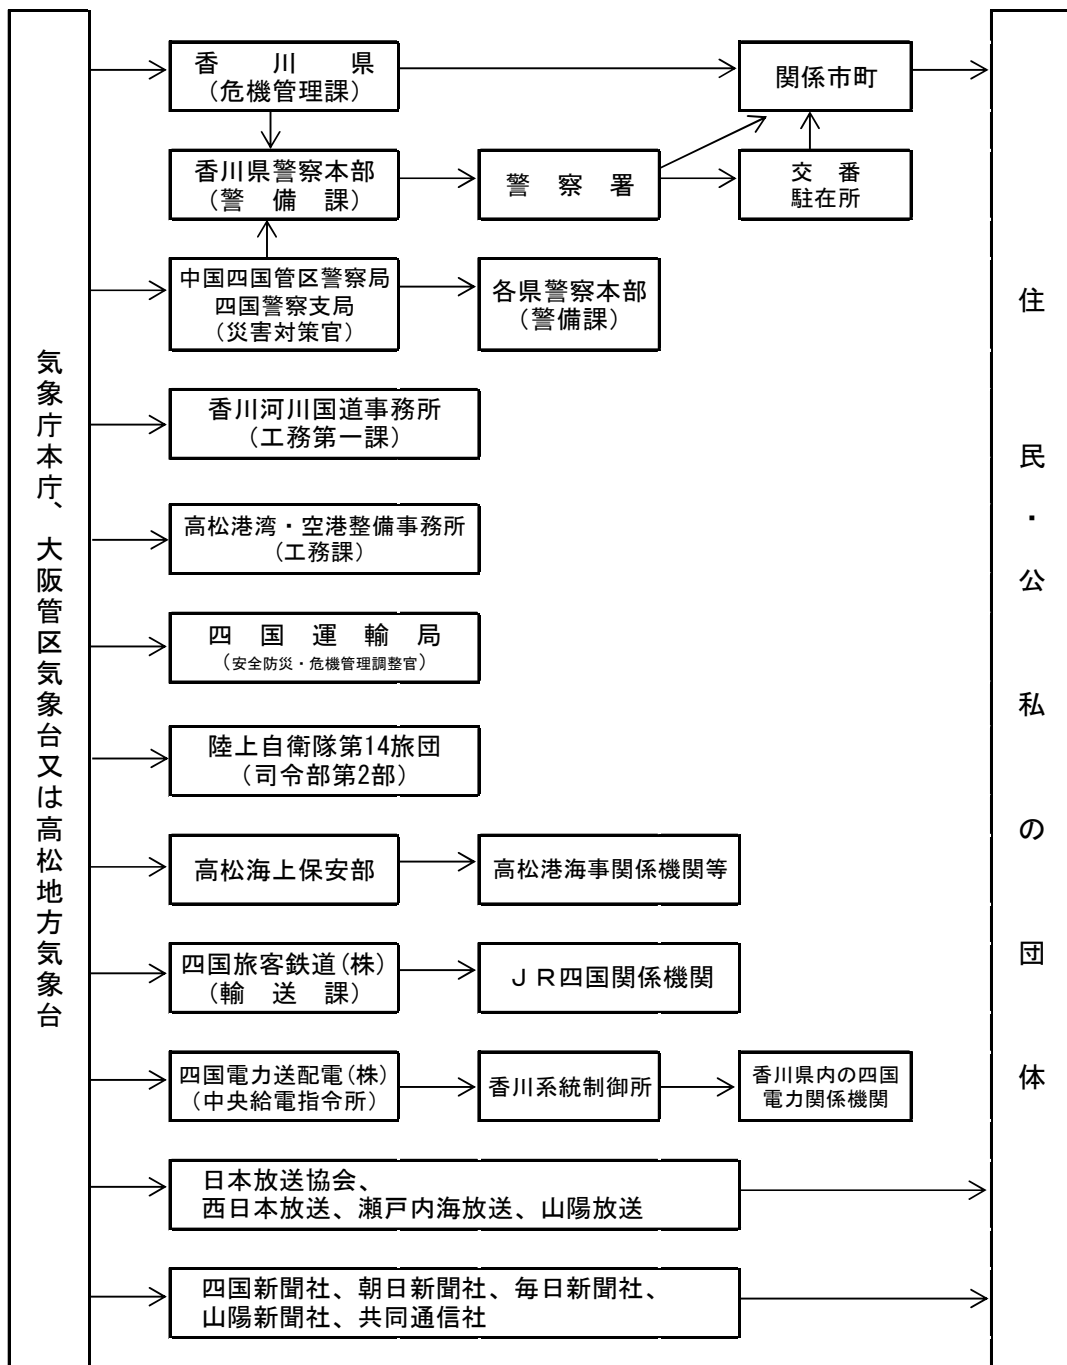 気象庁本庁、大阪管区気象台又は高松地方気象台
香　川　県
(危機管理課)
関係市町
香川県警察本部
(警　備　課)
警　察　署
交　番
駐在所
中国四国管区警察局
四国警察支局
(災害対策官)
各県警察本部
(警備課)
香川河川国道事務所
(工務第一課)
高松港湾・空港整備事務所
(工務課)
四　国　運　輸　局
(安全防災・危機管理調整官)
陸上自衛隊第14旅団
(司令部第2部)
高松海上保安部
高松港海事関係機関等
四国旅客鉄道(株)
(輸　送　課)
ＪＲ四国関係機関
四国電力送配電(株)
(中央給電指令所)
香川系統制御所
香川県内の四国
電力関係機関
日本放送協会、
西日本放送、瀬戸内海放送、山陽放送
四国新聞社、朝日新聞社、毎日新聞社、
山陽新聞社、共同通信社
住民・公私の団体